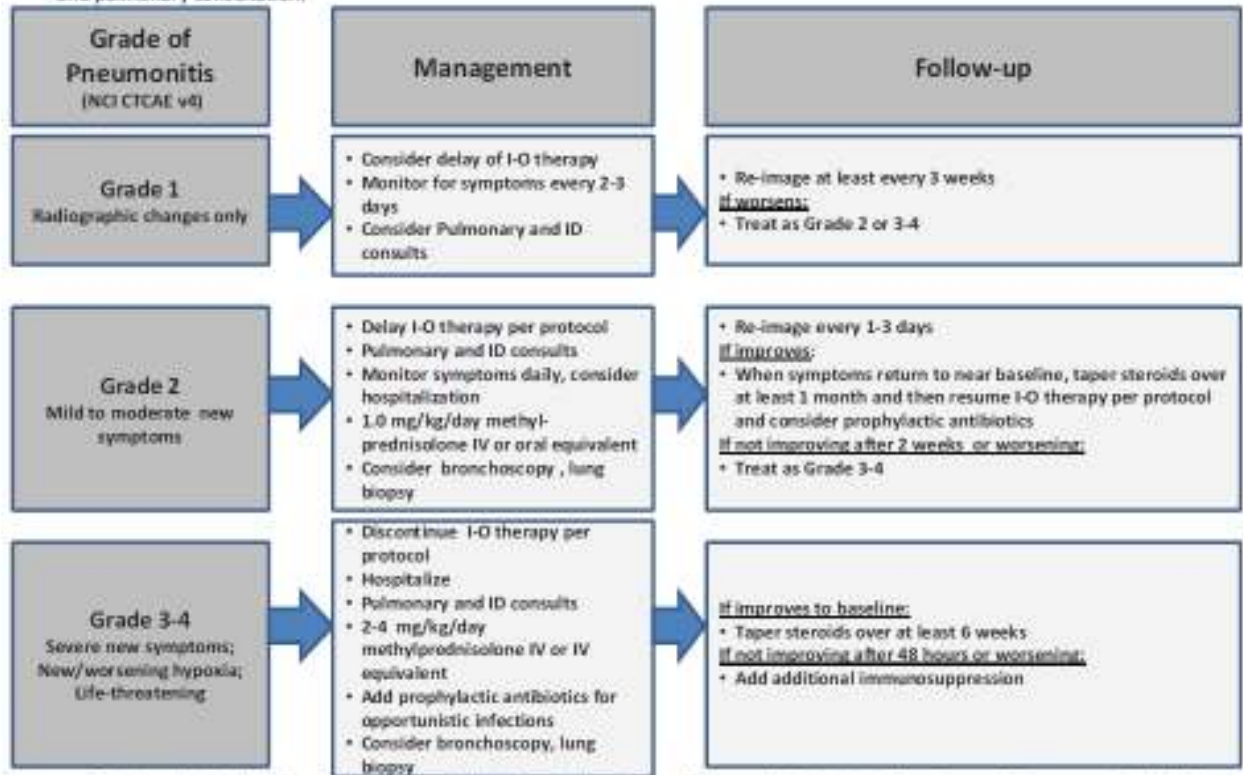 and pulmonary consultation.
Grade of
Pneumonitis
(NCI CTCAE v4)
Management
Follow-up
Grade 1
Radiographic changes only
• Consider delay of I-O therapy
• Monitor for symptoms every 2-3
days
• Consider Pulmonary and ID
consults
• Re-image at least every 3 weeks
If worsens:
• Treat as Grade 2 or 3-4
Grade 2
Mild to moderate new
symptoms
• Delay I-O therapy per protocol
• Pulmonary and ID consults
• Monitor symptoms daily, consider
hospitalization
• 1.0 mg/kg/day methyl-
prednisolone IV or oral equivalent
• Consider bronchoscopy , lung
biopsy
• Re-image every 1-3 days
If improves:
• When symptoms return to near baseline, taper steroids over
at least 1 month and then resume I-O therapy per protocol
and consider prophylactic antibiotics
If not improving after 2 weeks or worsening:
• Treat as Grade 3-4
Grade 3-4
Severe new symptoms;
New/worsening hypoxia;
Life-threatening
• Discontinue I-O therapy per
protocol
• Hospitalize
• Pulmonary and ID consults
• 2-4 mg/kg/day
methylprednisolone IV or IV
equivalent
• Add prophylactic antibiotics for
opportunistic infections
• Consider bronchoscopy, lung
biopsy
If improves to baseline:
• Taper steroids over at least 6 weeks
If not improving after 48 hours or worsening:
• Add additional immunosuppression